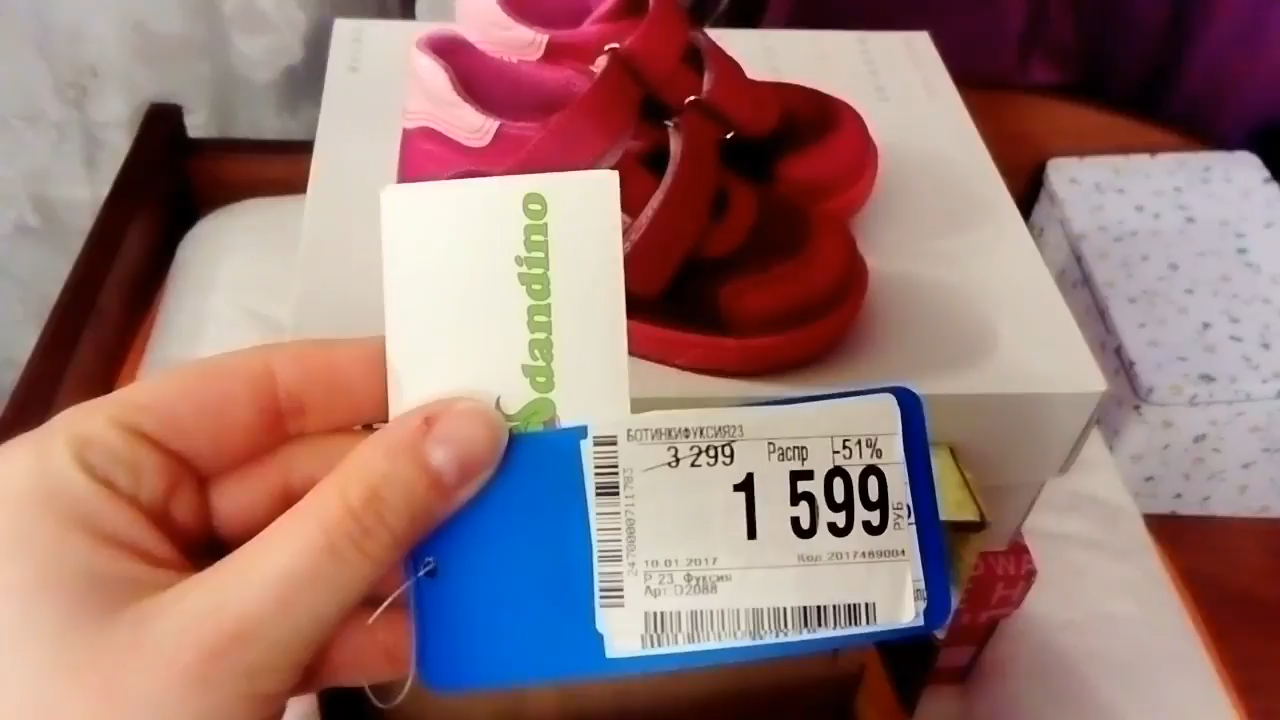 dandino
БОТИНКИФУКСИЯ23
3 299 Распр -51%
1 599 РУБ
10.01.2017 Код:2017489004
Р 23, Фуксия
Арт:D2088